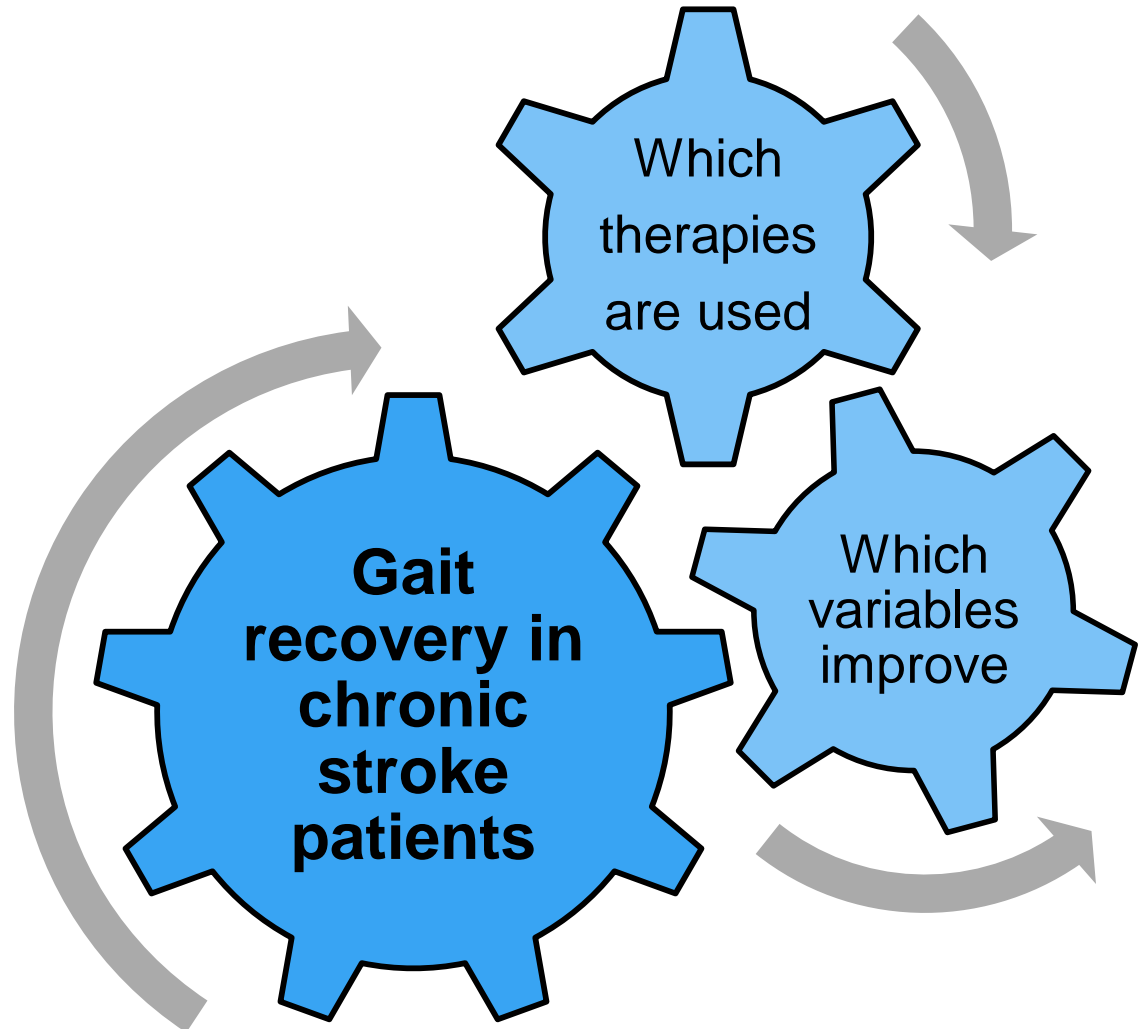 Which
therapies
are used
Gait
recovery in
chronic
stroke
patients
Which
variables
improve